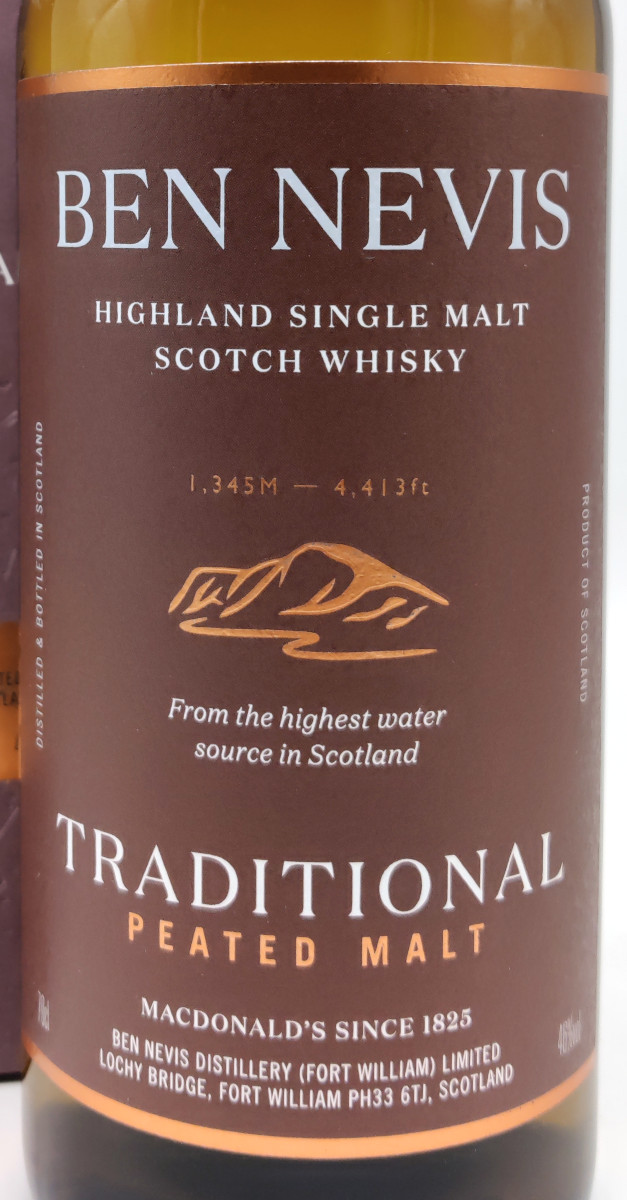 BEN NEVIS
HIGHLAND SINGLE MALT
SCOTCH WHISKY
1,345M — 4,413ft
DISTILLED & BOTTLED IN SCOTLAND
PRODUCT OF SCOTLAND
From the highest water
source in Scotland
TRADITIONAL
PEATED MALT
70cl
46%vol
MACDONALD'S SINCE 1825
BEN NEVIS DISTILLERY (FORT WILLIAM) LIMITED
LOCHY BRIDGE, FORT WILLIAM PH33 6TJ, SCOTLAND